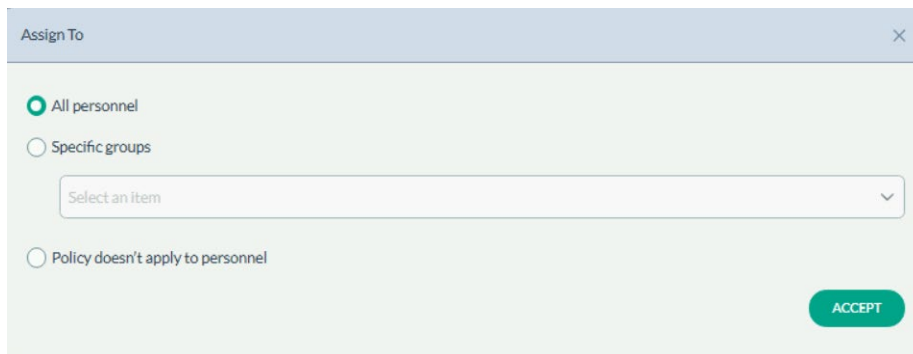 Assign To
All personnel
Specific groups
Select an item
Policy doesn't apply to personnel
ACCEPT